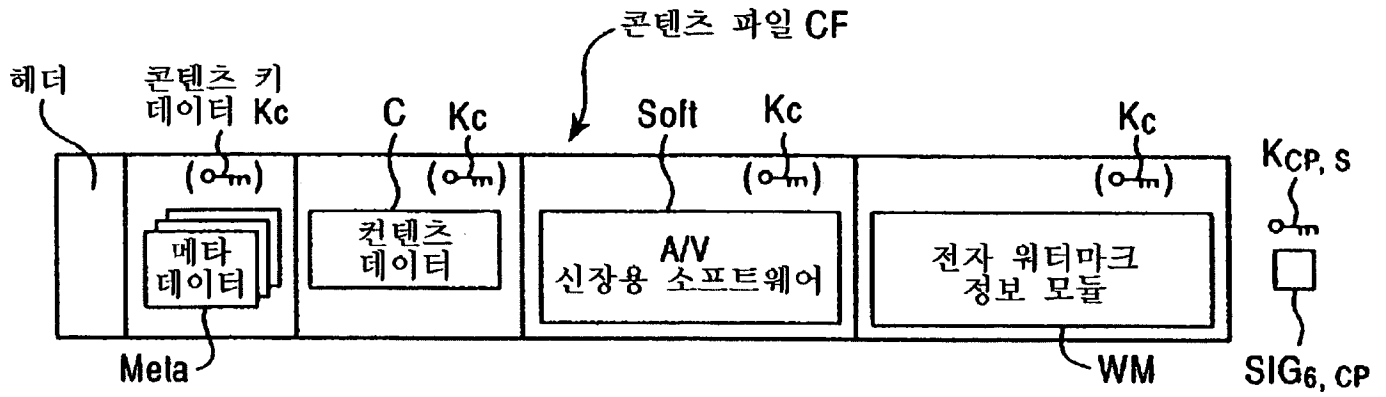 콘텐츠 파일 CF
헤더
콘텐츠 키
데이터 Kc
C
Kc
Soft
Kc
Kc
KCP, S
메타
데이터
컨텐츠
데이터
A/V
신장용 소프트웨어
전자 워터마크
정보 모듈
Meta
WM
SIG6, CP